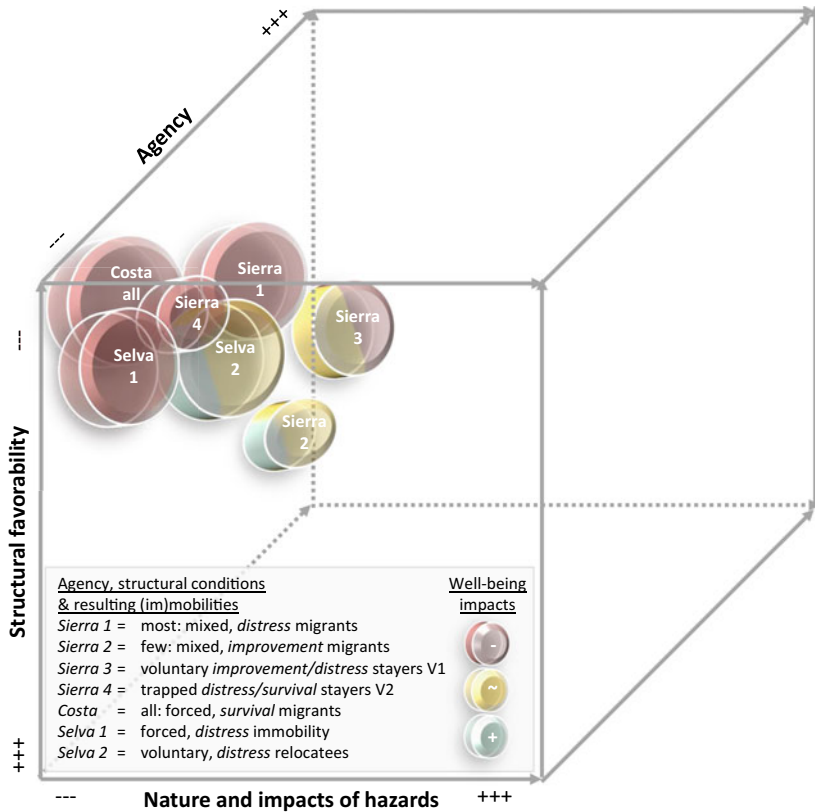 +++
Agency
---
Costa
all
Sierra
1
Sierra
4
Sierra
3
Selva
1
Selva
2
Sierra
2
---
Structural favorability
+++
Agency, structural conditions
& resulting (im)mobilities
Well-being
impacts
Sierra 1 = most: mixed, distress migrants
Sierra 2 = few: mixed, improvement migrants
Sierra 3 = voluntary improvement/distress stayers V1
Sierra 4 = trapped distress/survival stayers V2
Costa = all: forced, survival migrants
Selva 1 = forced, distress immobility
Selva 2 = voluntary, distress relocatees
-
~
+
--- Nature and impacts of hazards +++